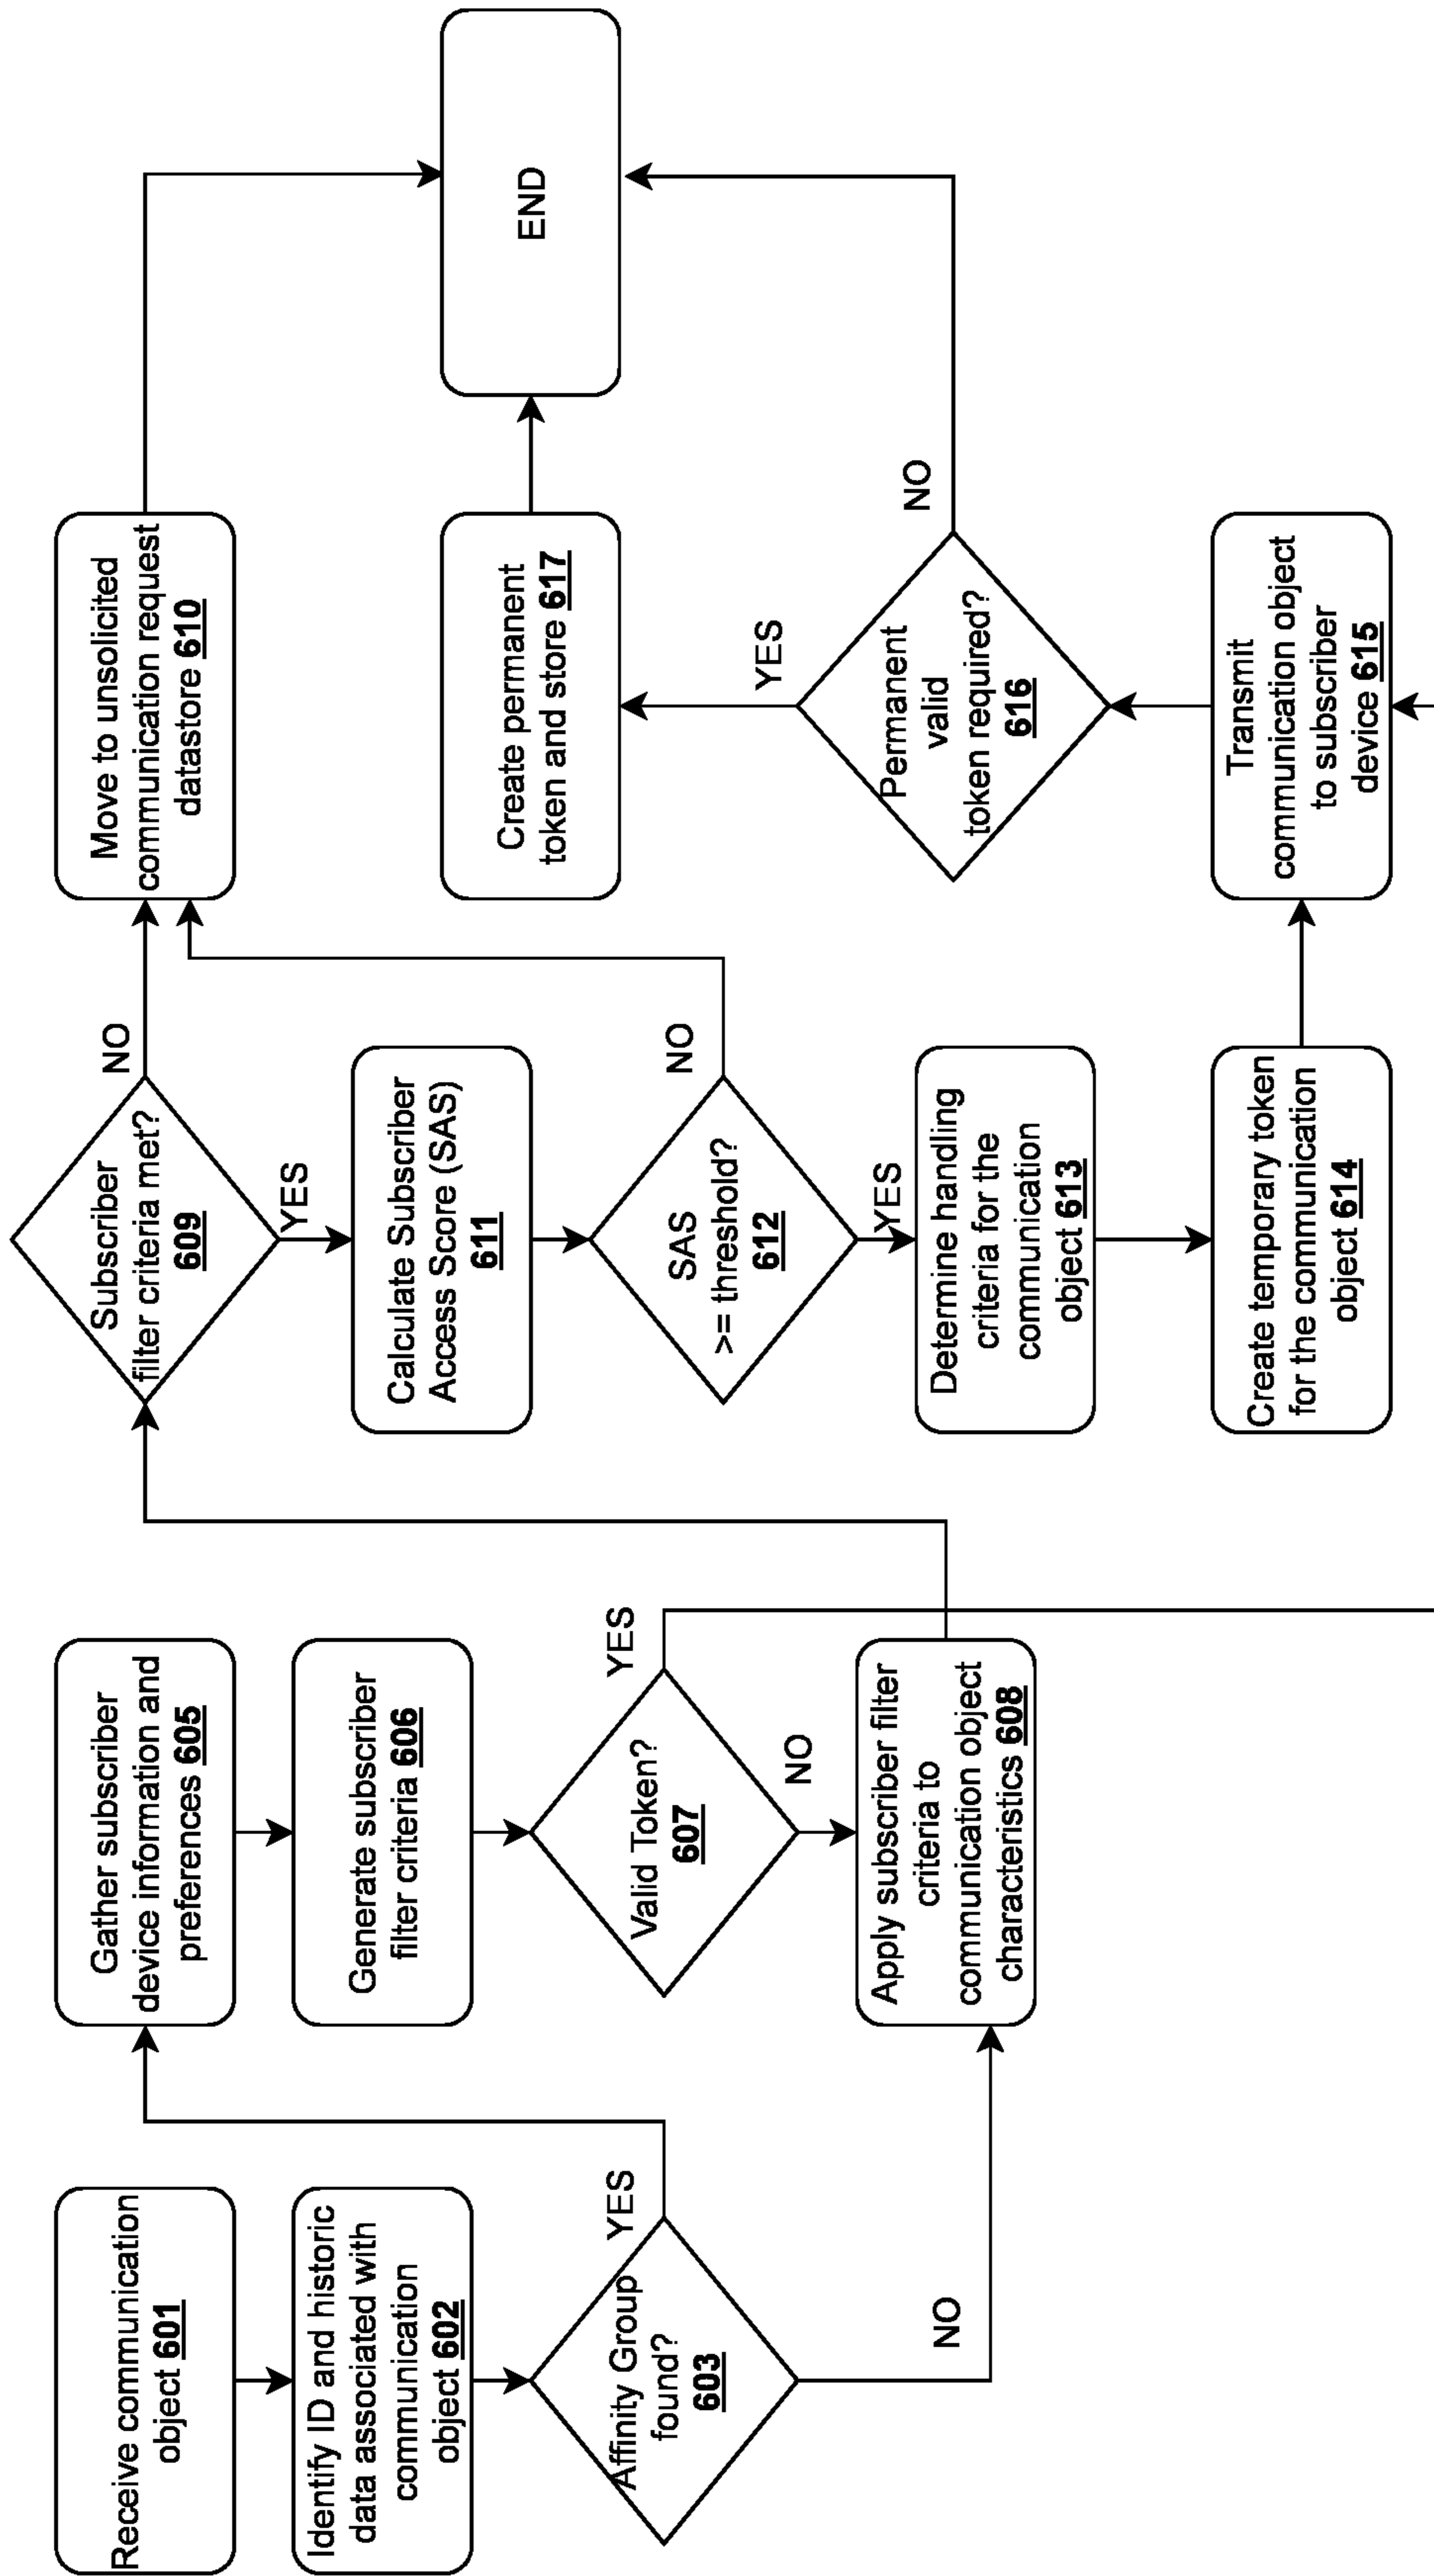 Receive communication
object 601
Identify ID and historic
data associated with
communication
object 602
Affinity Group
found?
603
YES
NO
Gather subscriber
device information and
preferences 605
Generate subscriber
filter criteria 606
Valid Token?
607
YES
NO
Apply subscriber filter
criteria to
communication object
characteristics 608
Subscriber
filter criteria met?
609
NO
YES
Calculate Subscriber
Access Score (SAS)
611
SAS
>= threshold?
612
NO
YES
Determine handling
criteria for the
communication
object 613
Create temporary token
for the communication
object 614
Move to unsolicited
communication request
datastore 610
Create permanent
token and store 617
YES
Permanent
valid
token required?
616
NO
Transmit
communication object
to subscriber
device 615
END